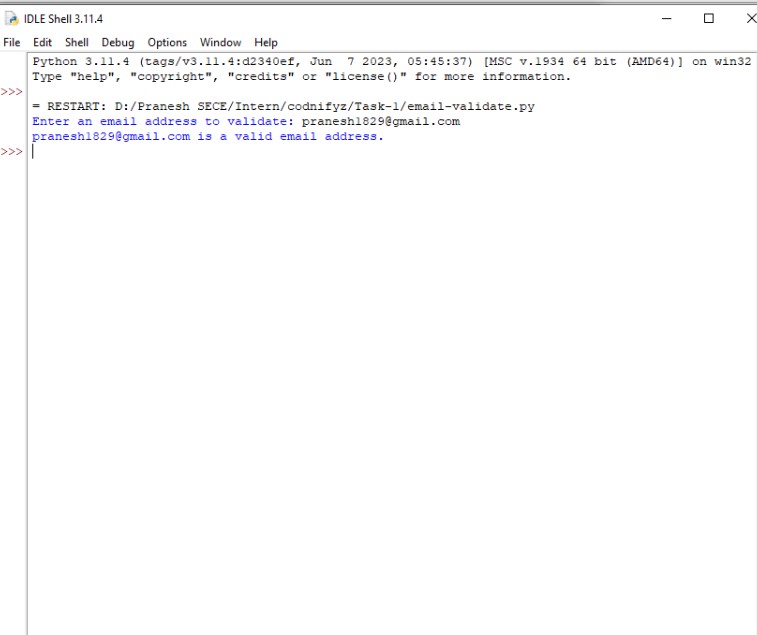 IDLE Shell 3.11.4
File Edit Shell Debug Options Window Help
Python 3.11.4 (tags/v3.11.4:d2340ef, Jun  7 2023, 05:45:37) [MSC v.1934 64 bit (AMD64)] on win32
Type "help", "copyright", "credits" or "license()" for more information.
>>>
= RESTART: D:/Pranesh SECE/Intern/codnifyz/Task-1/email-validate.py
Enter an email address to validate: pranesh1829@gmail.com
pranesh1829@gmail.com is a valid email address.
>>>